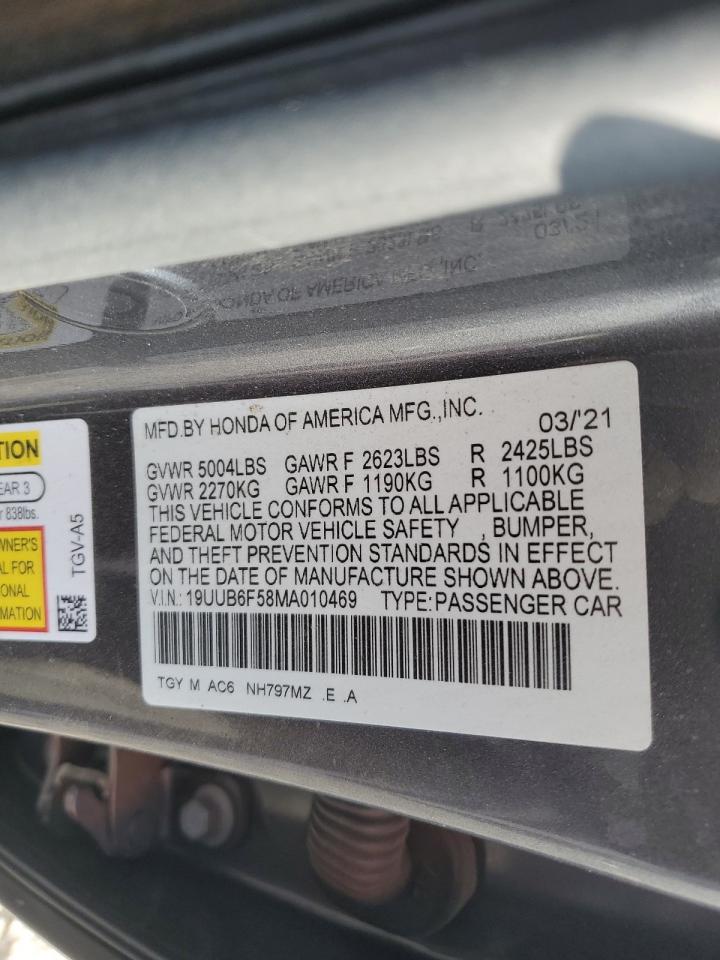 MFD.BY HONDA OF AMERICA MFG.,INC. 03/'21
GVWR 5004LBS GAWR F 2623LBS R 2425LBS
GVWR 2270KG GAWR F 1190KG R 1100KG
THIS VEHICLE CONFORMS TO ALL APPLICABLE
FEDERAL MOTOR VEHICLE SAFETY , BUMPER,
AND THEFT PREVENTION STANDARDS IN EFFECT
ON THE DATE OF MANUFACTURE SHOWN ABOVE.
V.I.N.: 19UUB6F58MA010469 TYPE:PASSENGER CAR
TGY M AC6 NH797MZ .E .A
TION
EAR 3
r 838lbs.
WNER'S
AL FOR
IONAL
RMATION
TGV-A5